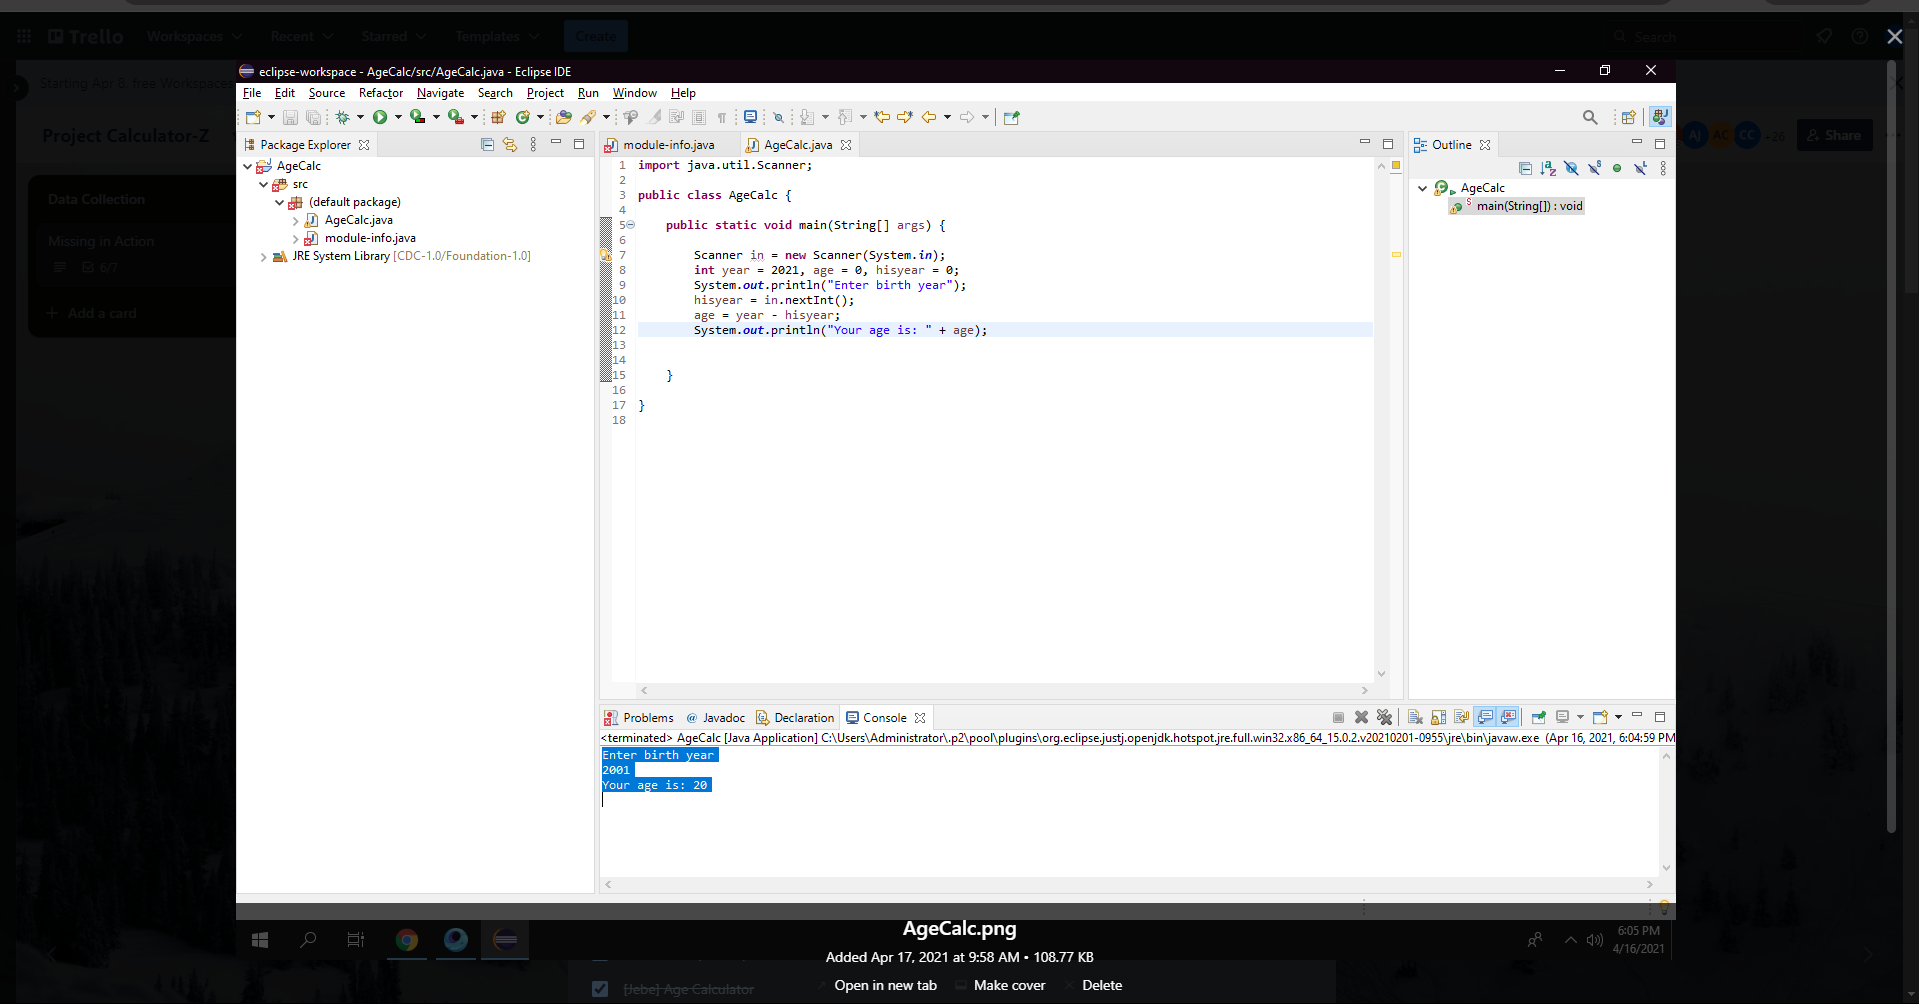 Trello
Workspaces
Recent
Starred
Templates
Create
Search
Starting Apr 8, free Workspaces
Project Calculator-Z
AJ
AC
CC
+26
Share
Data Collection
Missing in Action
6/7
+ Add a card
eclipse-workspace - AgeCalc/src/AgeCalc.java - Eclipse IDE
File Edit Source Refactor Navigate Search Project Run Window Help
Package Explorer
AgeCalc
src
(default package)
AgeCalc.java
module-info.java
JRE System Library [CDC-1.0/Foundation-1.0]
module-info.java
AgeCalc.java
1 import java.util.Scanner;
2
3 public class AgeCalc {
4
5 public static void main(String[] args) {
6
7 Scanner in = new Scanner(System.in);
8 int year = 2021, age = 0, hisyear = 0;
9 System.out.println("Enter birth year");
10 hisyear = in.nextInt();
11 age = year - hisyear;
12 System.out.println("Your age is: " + age);
13
14
15 }
16
17 }
18
Outline
AgeCalc
main(String[]) : void
Problems
Javadoc
Declaration
Console
<terminated> AgeCalc [Java Application] C:\Users\Administrator\.p2\pool\plugins\org.eclipse.justj.openjdk.hotspot.jre.full.win32.x86_64_15.0.2.v20210201-0955\jre\bin\javaw.exe (Apr 16, 2021, 6:04:59 PM
Enter birth year
2001
Your age is: 20
6:05 PM
4/16/2021
AgeCalc.png
Added Apr 17, 2021 at 9:58 AM • 108.77 KB
Open in new tab
Make cover
Delete
[Jebe] Age Calculator